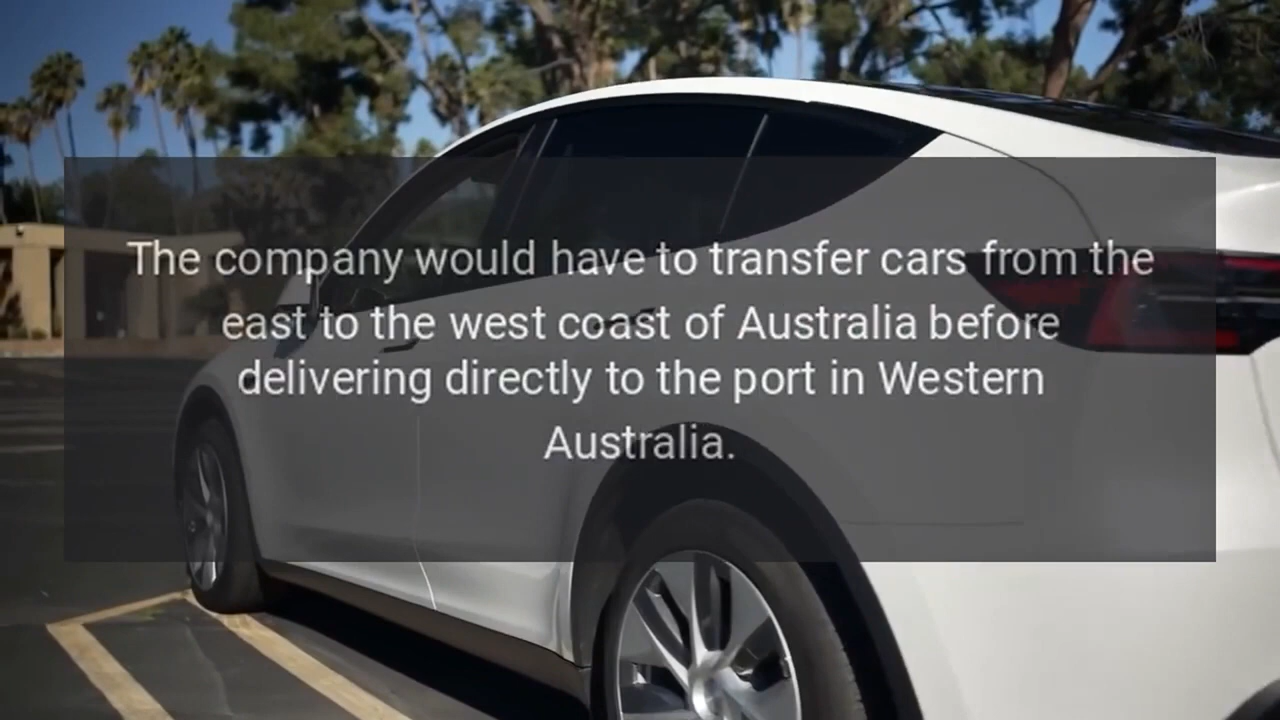 The company would have to transfer cars from the
east to the west coast of Australia before
delivering directly to the port in Western
Australia.